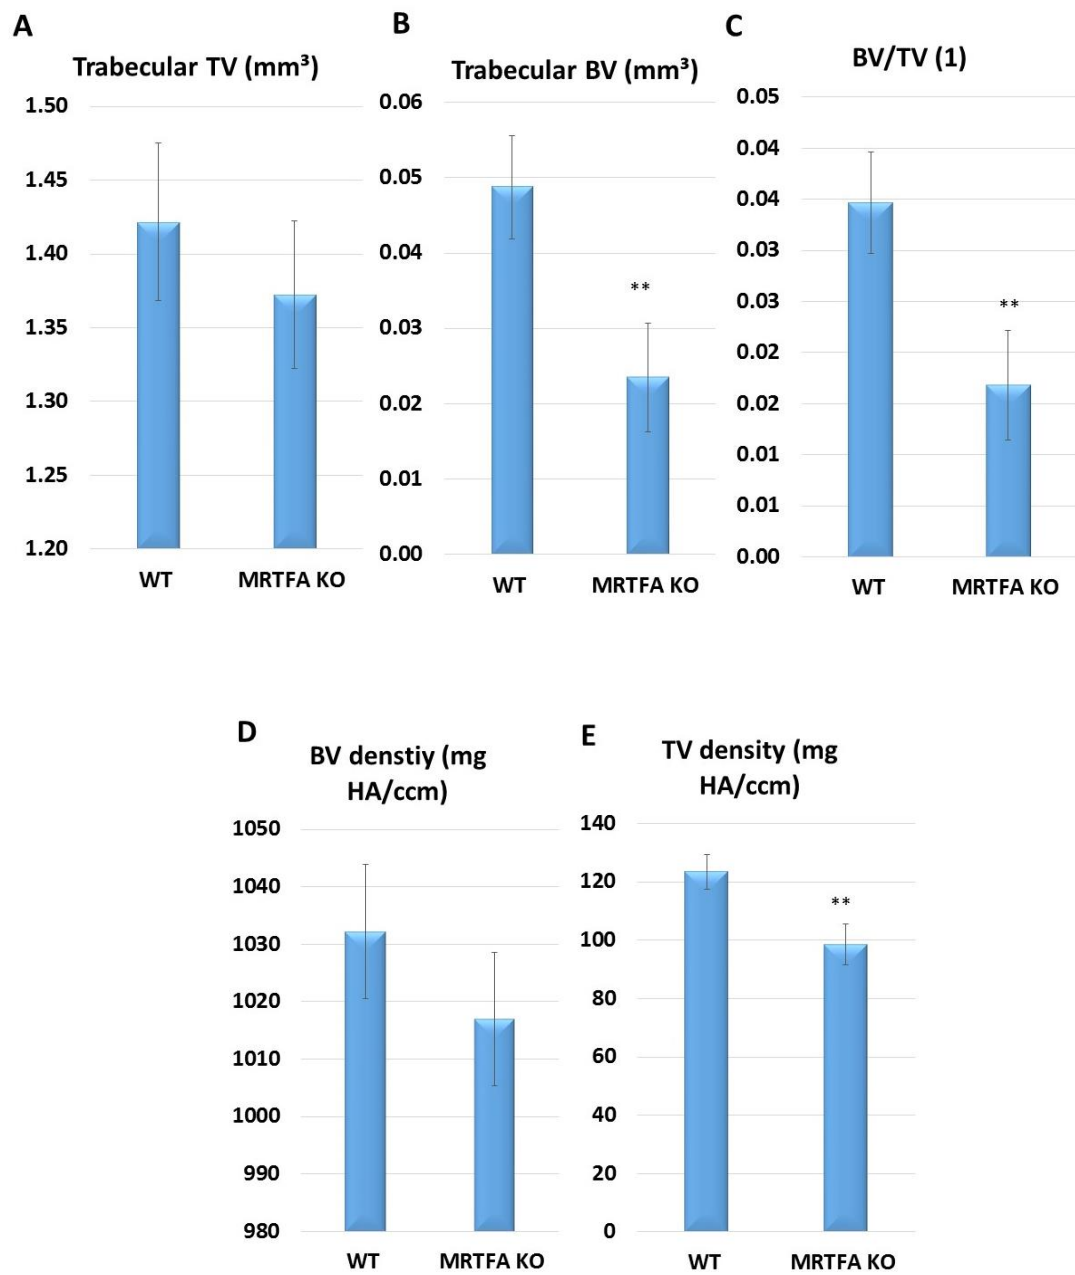 A
Trabecular TV (mm³)
1.50
1.45
1.40
1.35
1.30
1.25
1.20
WT MRTFA KO
B
Trabecular BV (mm³)
0.06
0.05
0.04
0.03
0.02
0.01
0.00
**
WT MRTFA KO
C
BV/TV (1)
0.05
0.04
0.04
0.03
0.03
0.02
0.02
0.01
0.01
0.00
**
WT MRTFA KO
D
BV denstiy (mg
HA/ccm)
1050
1040
1030
1020
1010
1000
990
980
WT MRTFA KO
E
TV density (mg
HA/ccm)
140
120
100
80
60
40
20
0
**
WT MRTFA KO